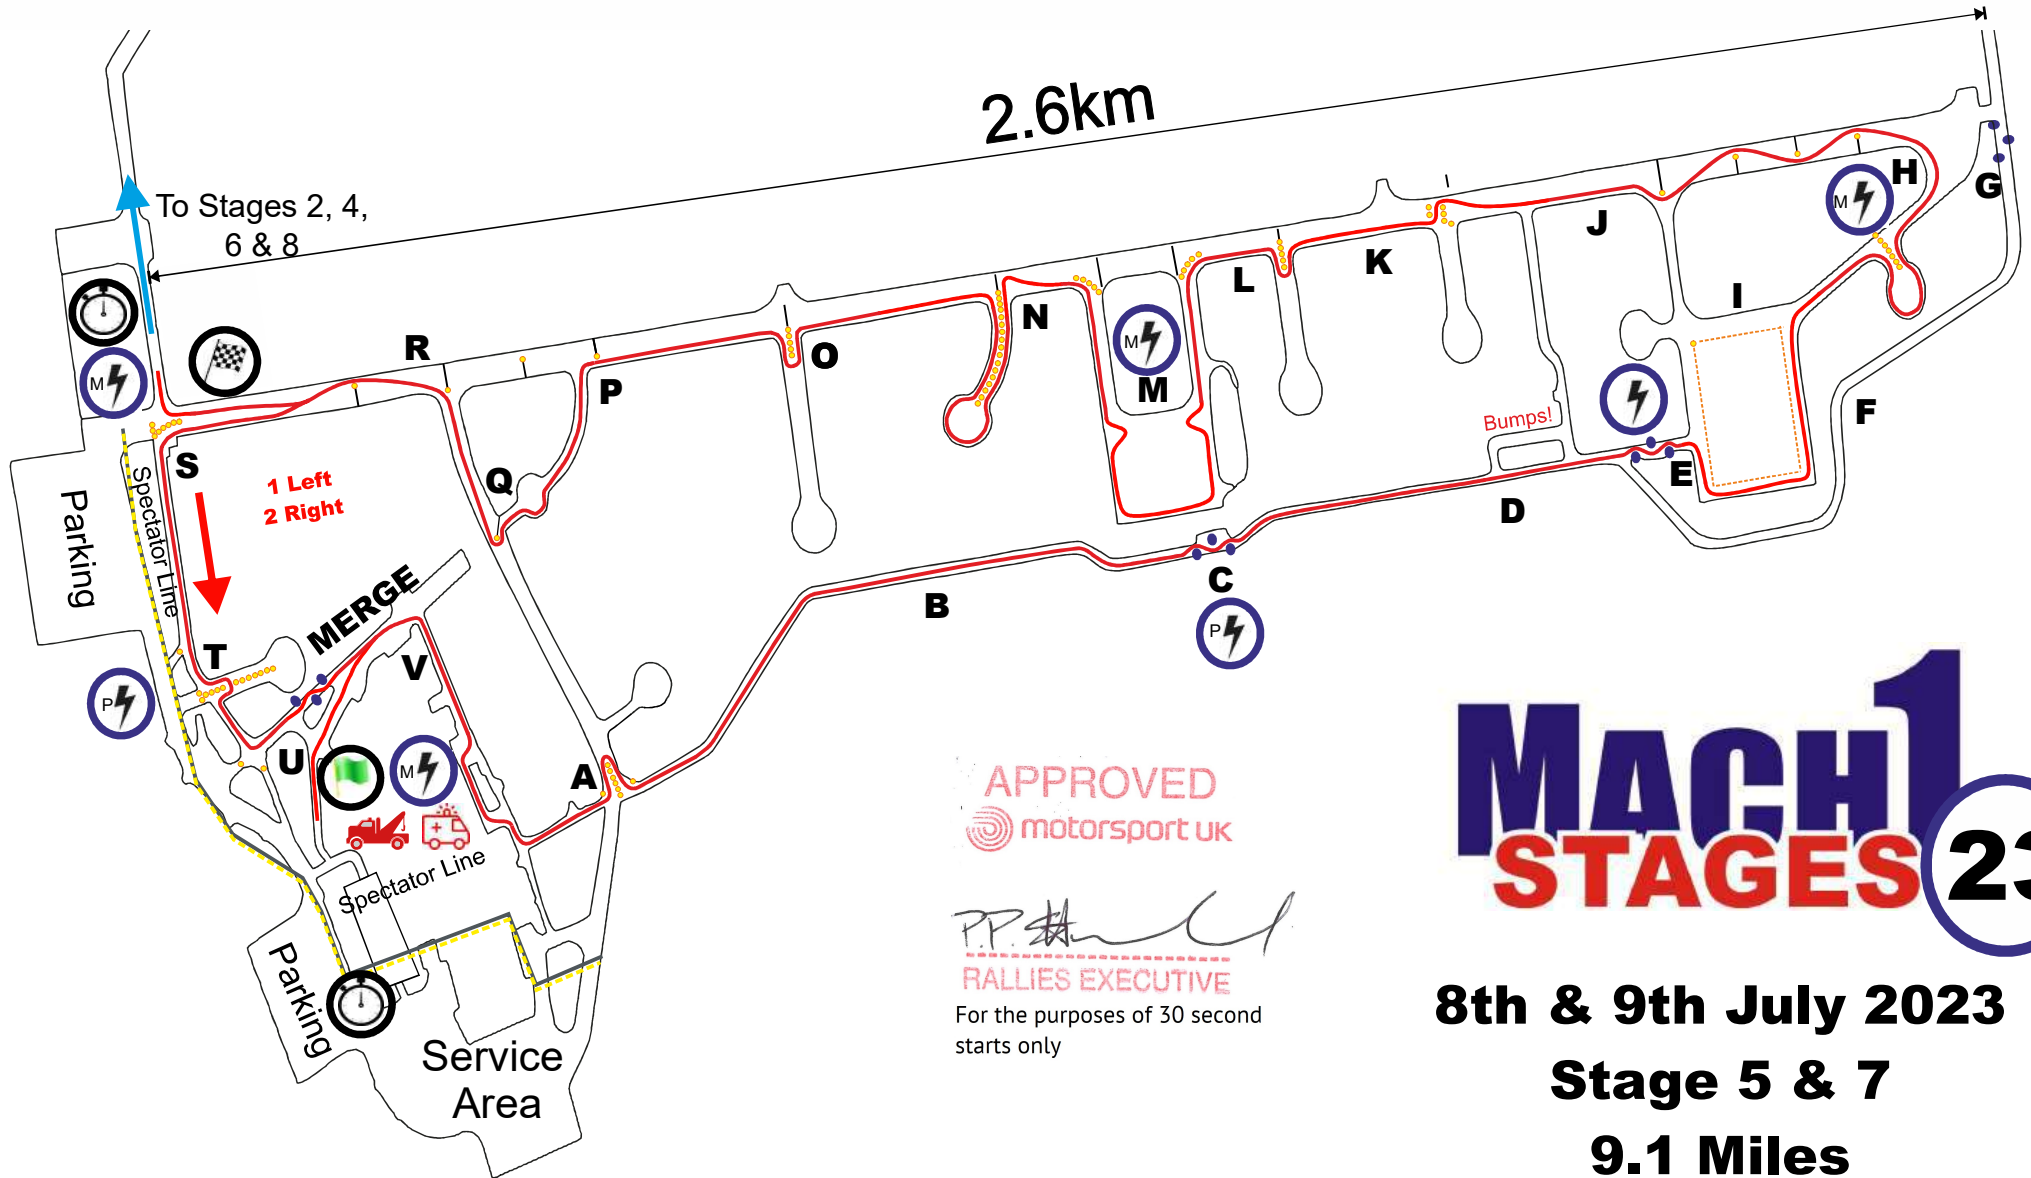 2.6km
To Stages 2, 4,
6 & 8
M
R
P
O
N
M
M
L
K
J
I
H
M
G
F
E
Bumps!
D
C
P
B
A
Q
S
1 Left
2 Right
Spectator Line
Parking
MERGE
T
V
U
P
M
Spectator Line
Parking
Service
Area
APPROVED
motorsport uk
P.P.
RALLIES EXECUTIVE
For the purposes of 30 second
starts only
MACH 1
STAGES
23
8th & 9th July 2023
Stage 5 & 7
9.1 Miles